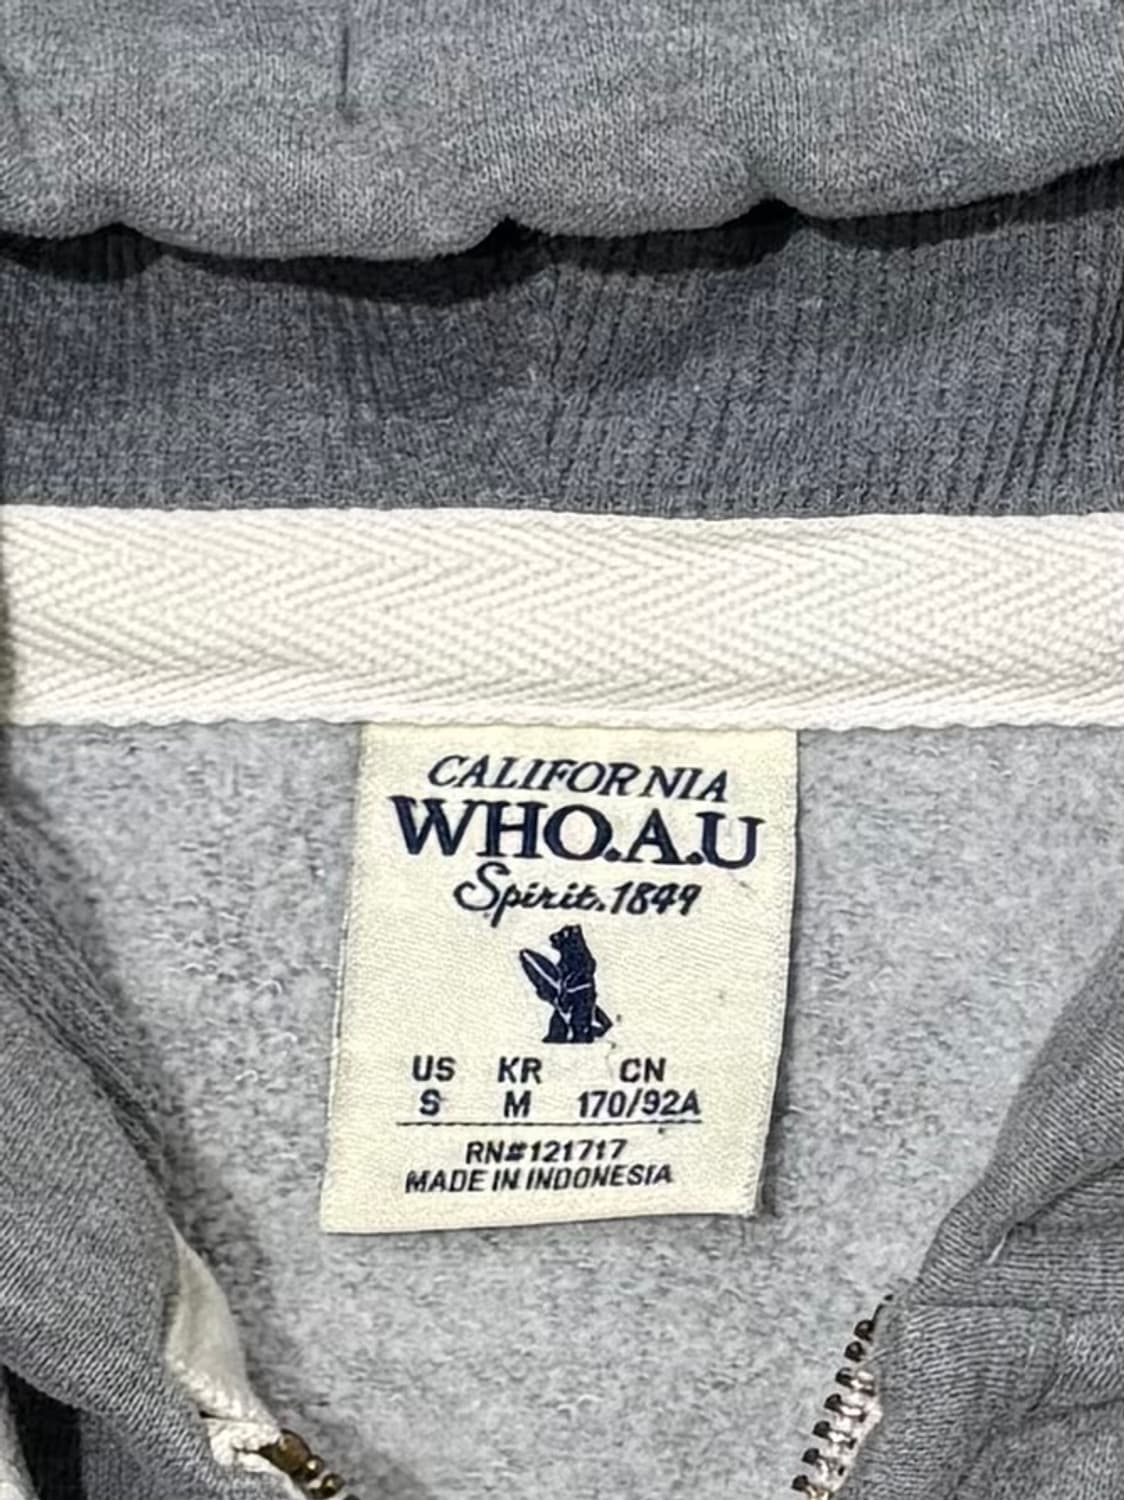 CALIFORNIA
WHO.A.U
Spirit.1849
US KR CN
S M 170/92A
RN#121717
MADE IN INDONESIA